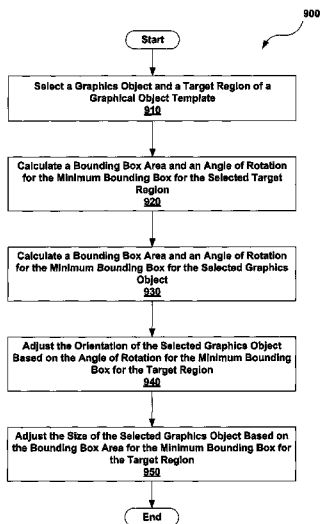 900
Start
Select a Graphics Object and a Target Region of a
Graphical Object Template
910
Calculate a Bounding Box Area and an Angle of Rotation
for the Minimum Bounding Box for the Selected Target
Region
920
Calculate a Bounding Box Area and an Angle of Rotation
for the Minimum Bounding Box for the Selected Graphics
Object
930
Adjust the Orientation of the Selected Graphics Object
Based on the Angle of Rotation for the Minimum Bounding
Box for the Target Region
940
Adjust the Size of the Selected Graphics Object Based on
the Bounding Box Area for the Minimum Bounding Box for
the Target Region
950
End